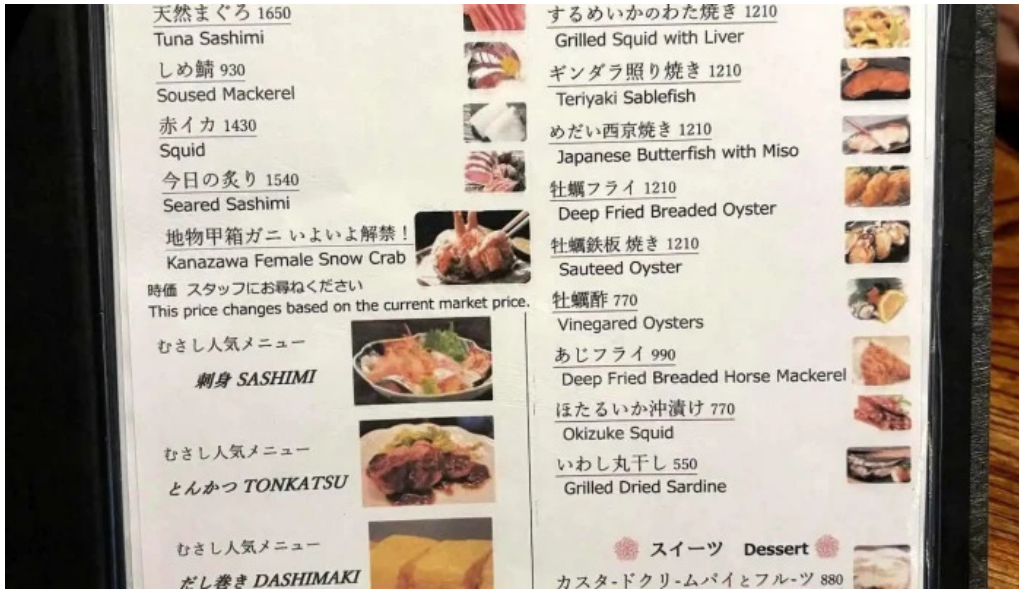 天然まぐろ 1650
Tuna Sashimi
しめ鯖 930
Soused Mackerel
赤イカ 1430
Squid
今日の炙り 1540
Seared Sashimi
地物甲箱ガニ いよいよ解禁！
Kanazawa Female Snow Crab
時価 スタッフにお尋ねください
This price changes based on the current market price.
むさし人気メニュー
刺身 SASHIMI
むさし人気メニュー
とんかつ TONKATSU
むさし人気メニュー
だし巻き DASHIMAKI
するめいかのわた焼き 1210
Grilled Squid with Liver
ギンダラ照り焼き 1210
Teriyaki Sablefish
めだい西京焼き 1210
Japanese Butterfish with Miso
牡蠣フライ 1210
Deep Fried Breaded Oyster
牡蠣鉄板 焼き 1210
Sauteed Oyster
牡蠣酢 770
Vinegared Oysters
あじフライ 990
Deep Fried Breaded Horse Mackerel
ほたるいか沖漬け 770
Okizuke Squid
いわし丸干し 550
Grilled Dried Sardine
スイーツ Dessert
カスタ-ドクリ-ムパイとフル-ツ 880